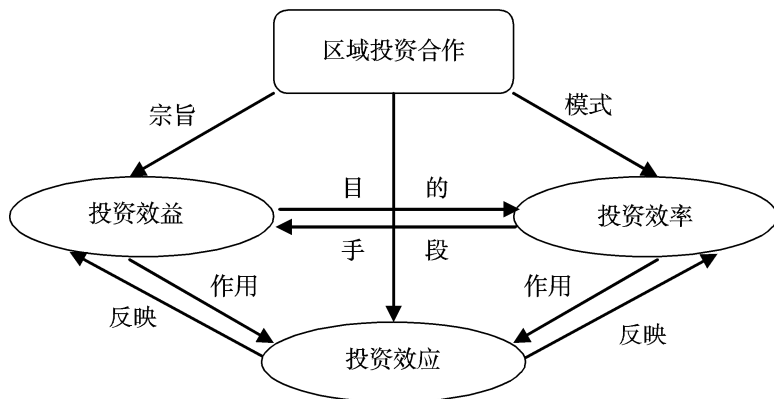 区域投资合作
宗旨
模式
投资效益
目 的
投资效率
手 段
作用
作用
反映
反映
投资效应